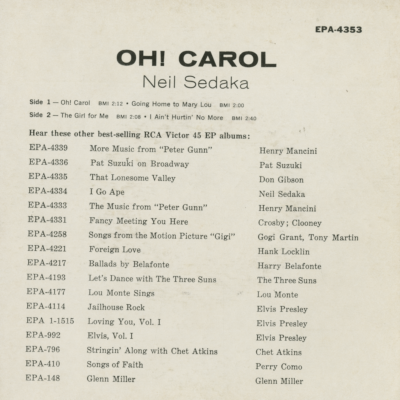 EPA-4353
OH! CAROL
Neil Sedaka
Side 1 — Oh! Carol BMI 2:12 • Going Home to Mary Lou BMI 2:00
Side 2 — The Girl for Me BMI 2:08 • I Ain't Hurtin' No More BMI 2:40
Hear these other best-selling RCA Victor 45 EP albums:
EPA-4339 More Music from "Peter Gunn" Henry Mancini
EPA-4336 Pat Suzuki on Broadway Pat Suzuki
EPA-4335 That Lonesome Valley Don Gibson
EPA-4334 I Go Ape Neil Sedaka
EPA-4333 The Music from "Peter Gunn" Henry Mancini
EPA-4331 Fancy Meeting You Here Crosby; Clooney
EPA-4258 Songs from the Motion Picture "Gigi" Gogi Grant, Tony Martin
EPA-4221 Foreign Love Hank Locklin
EPA-4217 Ballads by Belafonte Harry Belafonte
EPA-4193 Let's Dance with The Three Suns The Three Suns
EPA-4177 Lou Monte Sings Lou Monte
EPA-4114 Jailhouse Rock Elvis Presley
EPA 1-1515 Loving You, Vol. I Elvis Presley
EPA-992 Elvis, Vol. I Elvis Presley
EPA-796 Stringin' Along with Chet Atkins Chet Atkins
EPA-410 Songs of Faith Perry Como
EPA-148 Glenn Miller Glenn Miller